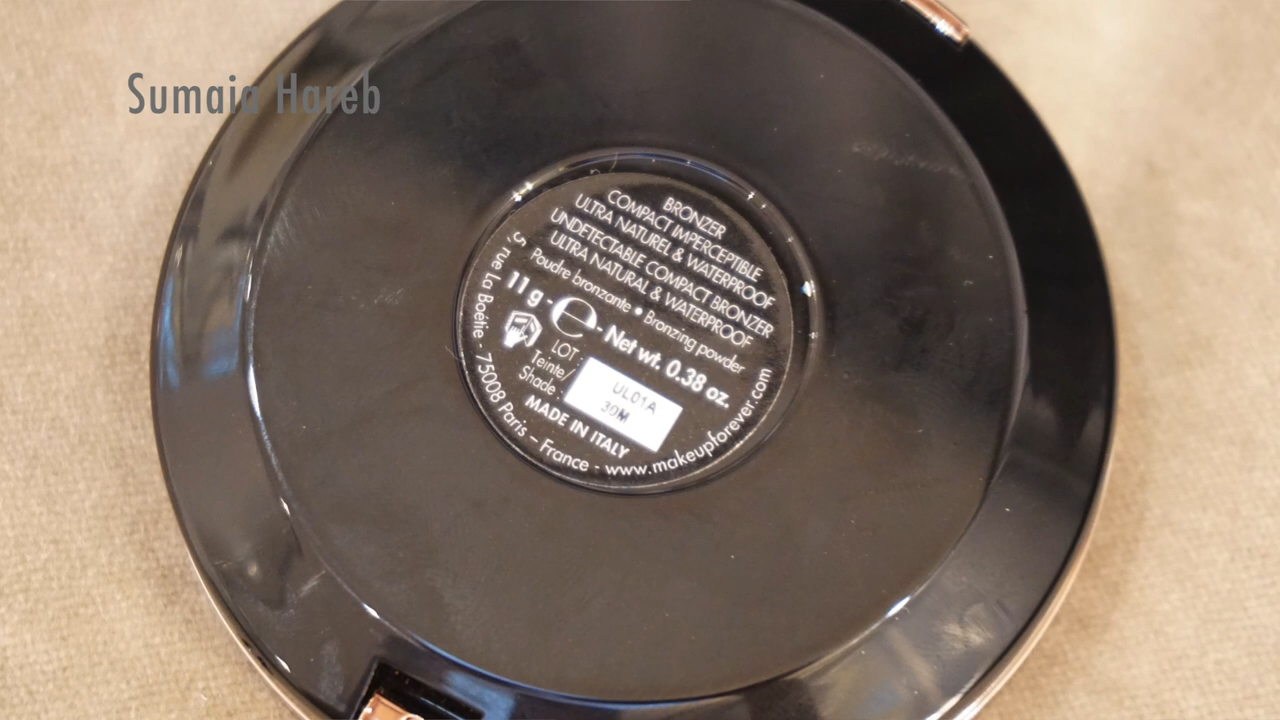 Sumaia Hareb
BRONZER
COMPACT IMPERCEPTIBLE
ULTRA NATUREL & WATERPROOF
UNDETECTABLE COMPACT BRONZER
ULTRA NATURAL & WATERPROOF
Poudre bronzante • Bronzing powder
11 g - e - Net wt. 0.38 oz.
LOT :
UL01A
Teinte/
Shade :
30M
MADE IN ITALY
5, rue La Boétie - 75008 Paris – France - www.makeupforever.com